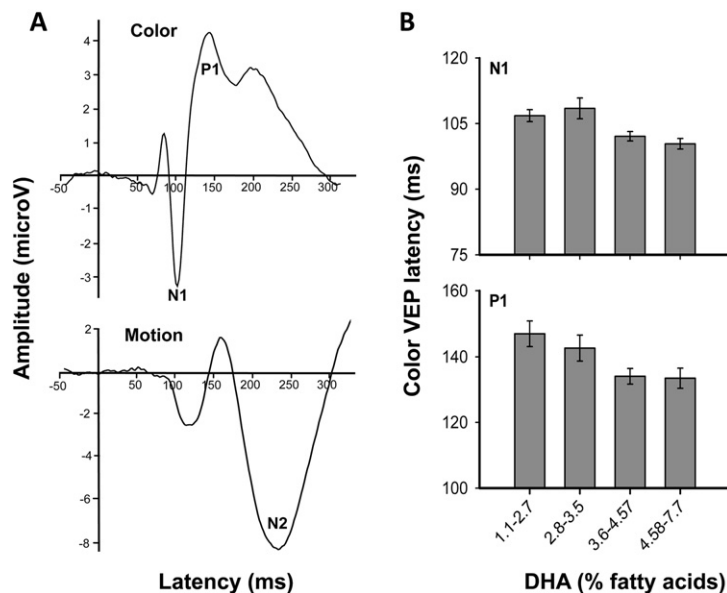 A
Color
P1
4
3
2
1
-50
50 100 150 200 250 300
-1
-2
-3
N1
Amplitude (microV)
Motion
2
-50
50 100 150 200 250 300
-2
-4
-6
-8
N2
Latency (ms)
B
N1
120
105
90
75
Color VEP latency (ms)
P1
160
140
120
100
1.1-2.7
2.8-3.5
3.6-4.57
4.58-7.7
DHA (% fatty acids)